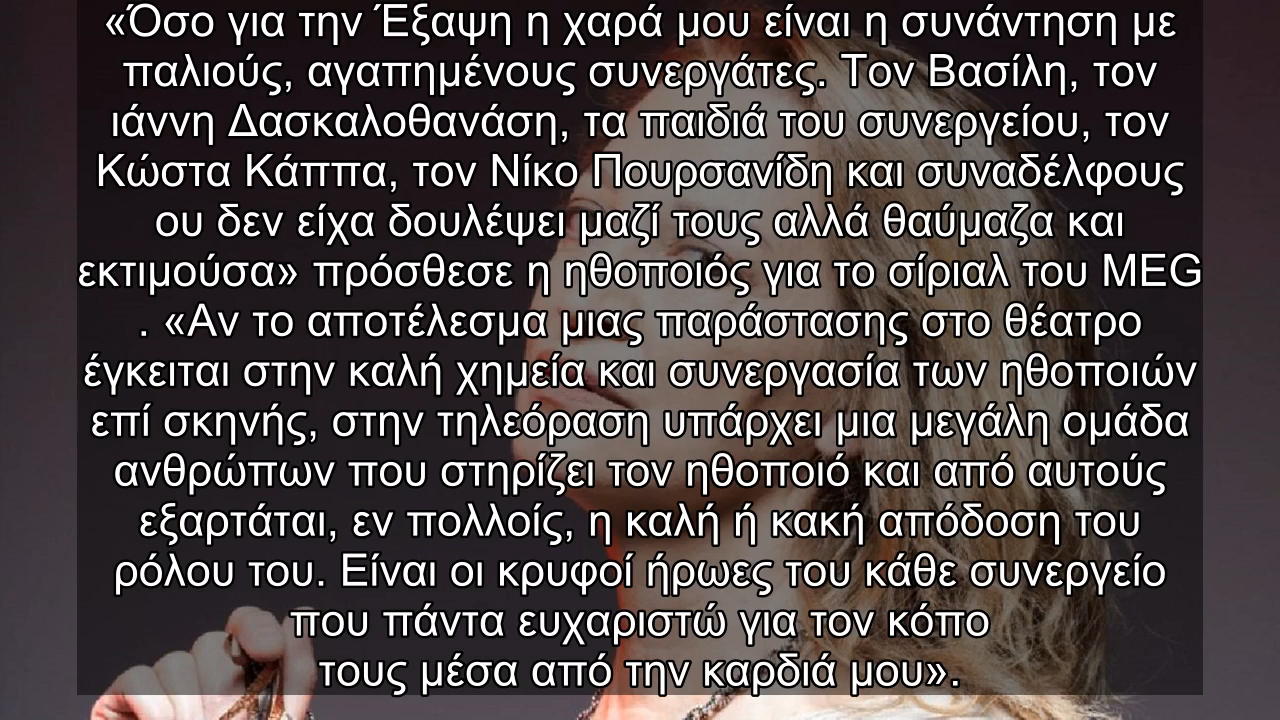 «Όσο για την Έξαψη η χαρά μου είναι η συνάντηση με
παλιούς, αγαπημένους συνεργάτες. Τον Βασίλη, τον
ιάννη Δασκαλοθανάση, τα παιδιά του συνεργείου, τον
Κώστα Κάππα, τον Νίκο Πουρσανίδη και συναδέλφους
ου δεν είχα δουλέψει μαζί τους αλλά θαύμαζα και
εκτιμούσα» πρόσθεσε η ηθοποιός για το σίριαλ του MEG
. «Αν το αποτέλεσμα μιας παράστασης στο θέατρο
έγκειται στην καλή χημεία και συνεργασία των ηθοποιών
επί σκηνής, στην τηλεόραση υπάρχει μια μεγάλη ομάδα
ανθρώπων που στηρίζει τον ηθοποιό και από αυτούς
εξαρτάται, εν πολλοίς, η καλή ή κακή απόδοση του
ρόλου του. Είναι οι κρυφοί ήρωες του κάθε συνεργείο
που πάντα ευχαριστώ για τον κόπο
τους μέσα από την καρδιά μου».